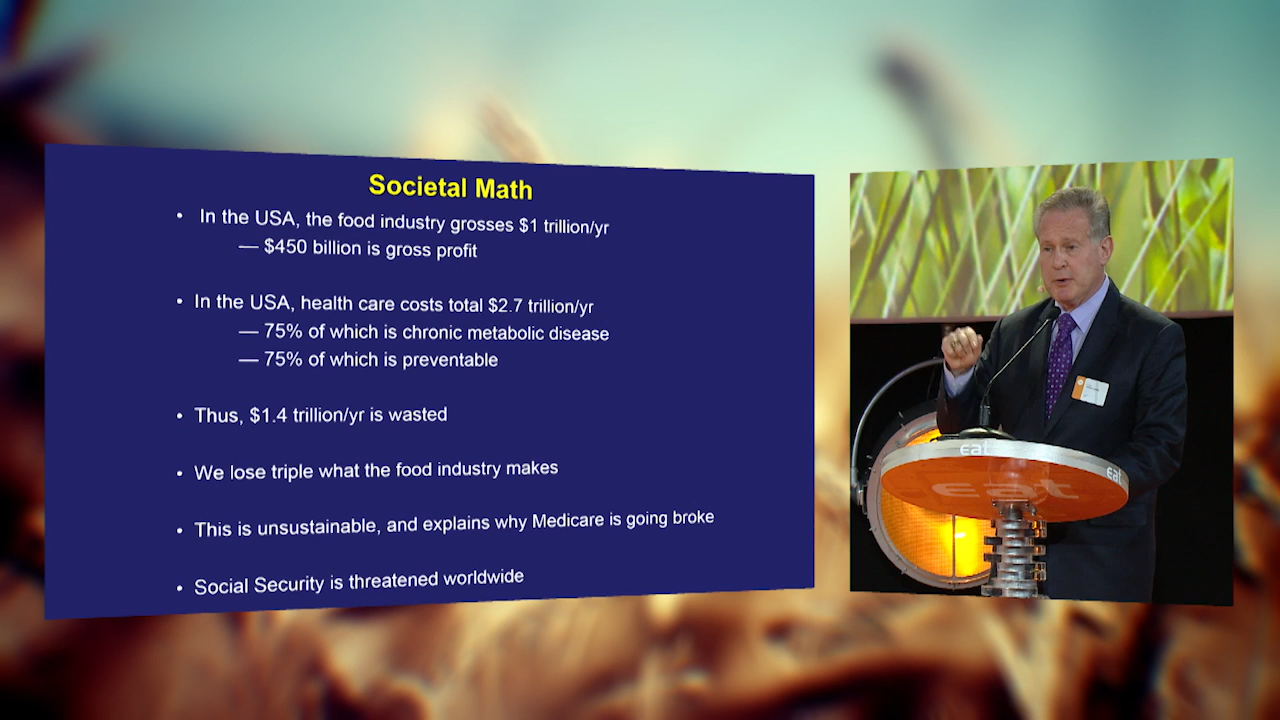 Societal Math
• In the USA, the food industry grosses $1 trillion/yr
— $450 billion is gross profit
• In the USA, health care costs total $2.7 trillion/yr
— 75% of which is chronic metabolic disease
— 75% of which is preventable
• Thus, $1.4 trillion/yr is wasted
• We lose triple what the food industry makes
• This is unsustainable, and explains why Medicare is going broke
• Social Security is threatened worldwide
eat
eat
eat